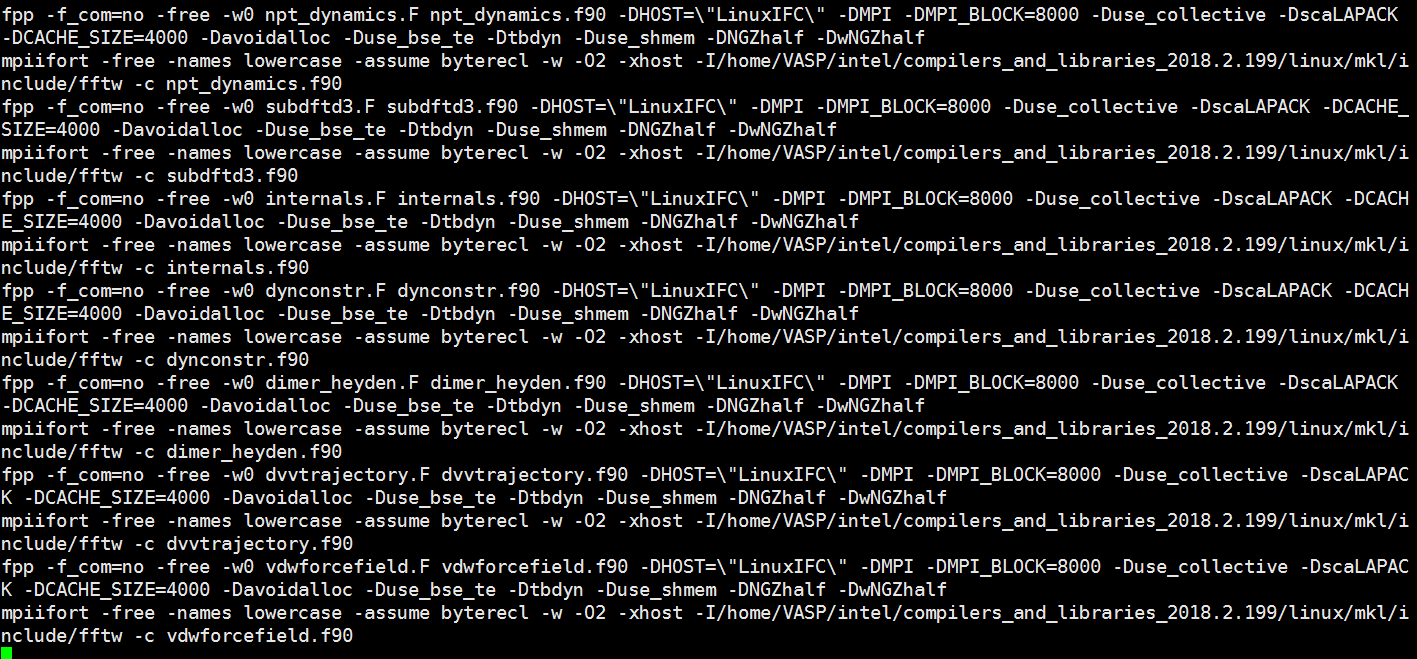 fpp -f_com=no -free -w0 npt_dynamics.F npt_dynamics.f90 -DHOST=\"LinuxIFC\" -DMPI -DMPI_BLOCK=8000 -Duse_collective -DscaLAPACK
-DCACHE_SIZE=4000 -Davoidalloc -Duse_bse_te -Dtbdyn -Duse_shmem -DNGZhalf -DwNGZhalf
mpiifort -free -names lowercase -assume byterecl -w -O2 -xhost -I/home/VASP/intel/compilers_and_libraries_2018.2.199/linux/mkl/i
nclude/fftw -c npt_dynamics.f90
fpp -f_com=no -free -w0 subdftd3.F subdftd3.f90 -DHOST=\"LinuxIFC\" -DMPI -DMPI_BLOCK=8000 -Duse_collective -DscaLAPACK -DCACHE_
SIZE=4000 -Davoidalloc -Duse_bse_te -Dtbdyn -Duse_shmem -DNGZhalf -DwNGZhalf
mpiifort -free -names lowercase -assume byterecl -w -O2 -xhost -I/home/VASP/intel/compilers_and_libraries_2018.2.199/linux/mkl/i
nclude/fftw -c subdftd3.f90
fpp -f_com=no -free -w0 internals.F internals.f90 -DHOST=\"LinuxIFC\" -DMPI -DMPI_BLOCK=8000 -Duse_collective -DscaLAPACK -DCACH
E_SIZE=4000 -Davoidalloc -Duse_bse_te -Dtbdyn -Duse_shmem -DNGZhalf -DwNGZhalf
mpiifort -free -names lowercase -assume byterecl -w -O2 -xhost -I/home/VASP/intel/compilers_and_libraries_2018.2.199/linux/mkl/i
nclude/fftw -c internals.f90
fpp -f_com=no -free -w0 dynconstr.F dynconstr.f90 -DHOST=\"LinuxIFC\" -DMPI -DMPI_BLOCK=8000 -Duse_collective -DscaLAPACK -DCACH
E_SIZE=4000 -Davoidalloc -Duse_bse_te -Dtbdyn -Duse_shmem -DNGZhalf -DwNGZhalf
mpiifort -free -names lowercase -assume byterecl -w -O2 -xhost -I/home/VASP/intel/compilers_and_libraries_2018.2.199/linux/mkl/i
nclude/fftw -c dynconstr.f90
fpp -f_com=no -free -w0 dimer_heyden.F dimer_heyden.f90 -DHOST=\"LinuxIFC\" -DMPI -DMPI_BLOCK=8000 -Duse_collective -DscaLAPACK
-DCACHE_SIZE=4000 -Davoidalloc -Duse_bse_te -Dtbdyn -Duse_shmem -DNGZhalf -DwNGZhalf
mpiifort -free -names lowercase -assume byterecl -w -O2 -xhost -I/home/VASP/intel/compilers_and_libraries_2018.2.199/linux/mkl/i
nclude/fftw -c dimer_heyden.f90
fpp -f_com=no -free -w0 dvvtrajectory.F dvvtrajectory.f90 -DHOST=\"LinuxIFC\" -DMPI -DMPI_BLOCK=8000 -Duse_collective -DscaLAPAC
K -DCACHE_SIZE=4000 -Davoidalloc -Duse_bse_te -Dtbdyn -Duse_shmem -DNGZhalf -DwNGZhalf
mpiifort -free -names lowercase -assume byterecl -w -O2 -xhost -I/home/VASP/intel/compilers_and_libraries_2018.2.199/linux/mkl/i
nclude/fftw -c dvvtrajectory.f90
fpp -f_com=no -free -w0 vdwforcefield.F vdwforcefield.f90 -DHOST=\"LinuxIFC\" -DMPI -DMPI_BLOCK=8000 -Duse_collective -DscaLAPAC
K -DCACHE_SIZE=4000 -Davoidalloc -Duse_bse_te -Dtbdyn -Duse_shmem -DNGZhalf -DwNGZhalf
mpiifort -free -names lowercase -assume byterecl -w -O2 -xhost -I/home/VASP/intel/compilers_and_libraries_2018.2.199/linux/mkl/i
nclude/fftw -c vdwforcefield.f90